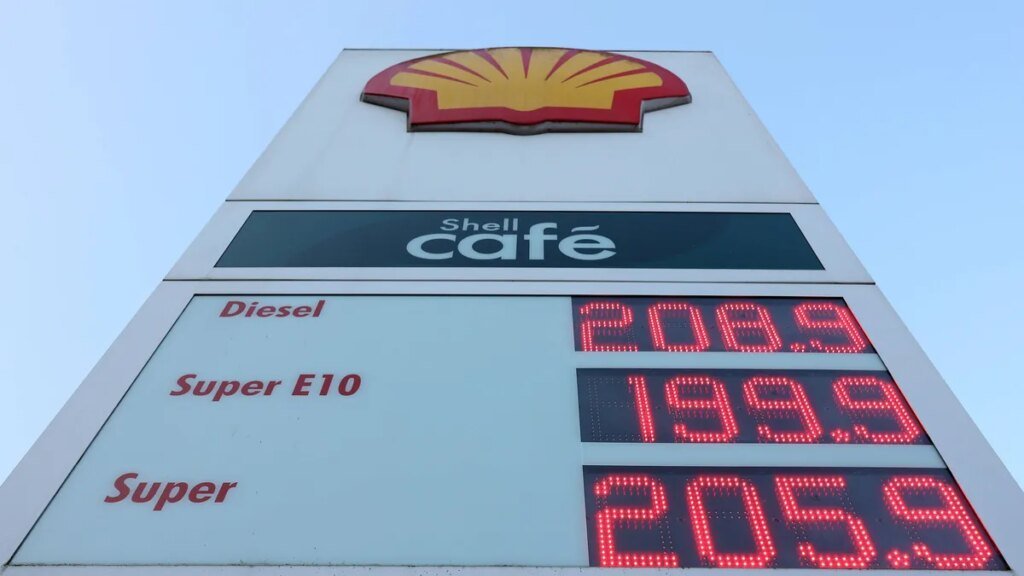 Shell
café
Diesel 208.9
Super E10 199.9
Super 205.9